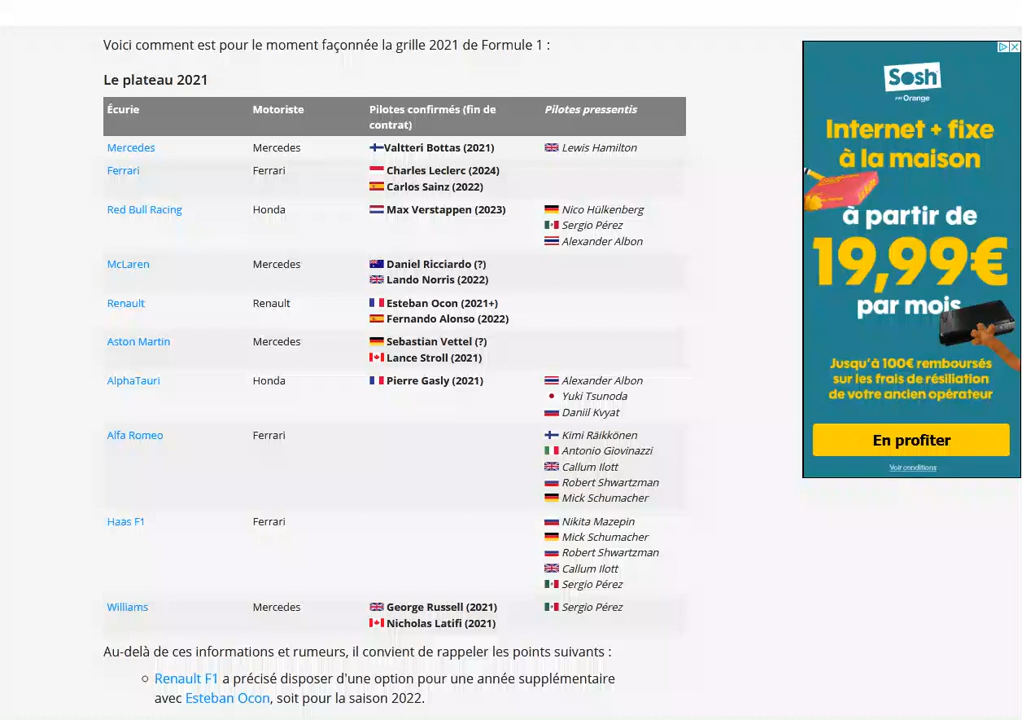 Voici comment est pour le moment façonnée la grille 2021 de Formule 1 :
Le plateau 2021
Écurie Motoriste Pilotes confirmés (fin de contrat) Pilotes pressentis
Mercedes Mercedes Valtteri Bottas (2021) Lewis Hamilton
Ferrari Ferrari Charles Leclerc (2024)
Carlos Sainz (2022)
Red Bull Racing Honda Max Verstappen (2023) Nico Hülkenberg
Sergio Pérez
Alexander Albon
McLaren Mercedes Daniel Ricciardo (?)
Lando Norris (2022)
Renault Renault Esteban Ocon (2021+)
Fernando Alonso (2022)
Aston Martin Mercedes Sebastian Vettel (?)
Lance Stroll (2021)
AlphaTauri Honda Pierre Gasly (2021) Alexander Albon
Yuki Tsunoda
Daniil Kvyat
Alfa Romeo Ferrari Kimi Räikkönen
Antonio Giovinazzi
Callum Ilott
Robert Shwartzman
Mick Schumacher
Haas F1 Ferrari Nikita Mazepin
Mick Schumacher
Robert Shwartzman
Callum Ilott
Sergio Pérez
Williams Mercedes George Russell (2021) Sergio Pérez
Nicholas Latifi (2021)
Au-delà de ces informations et rumeurs, il convient de rappeler les points suivants :
Renault F1 a précisé disposer d'une option pour une année supplémentaire
avec Esteban Ocon, soit pour la saison 2022.
Sosh
PAR Orange
Internet + fixe
à la maison
à partir de
19,99€
par mois
Jusqu'à 100€ remboursés
sur les frais de résiliation
de votre ancien opérateur
En profiter
Voir conditions